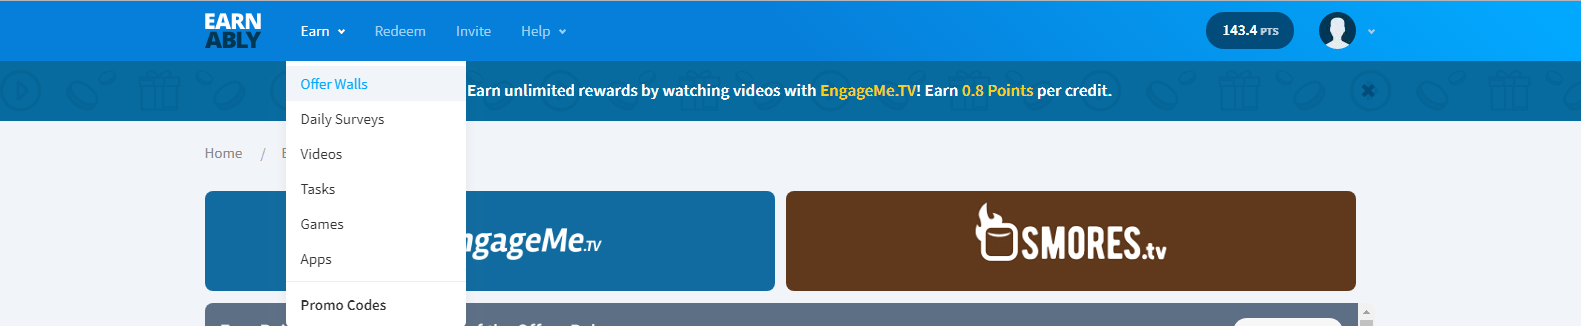 EARN
ABLY
Earn
Redeem
Invite
Help
143.4 PTS
Offer Walls
Daily Surveys
Videos
Tasks
Games
Apps
Promo Codes
Earn unlimited rewards by watching videos with EngageMe.TV! Earn 0.8 Points per credit.
Home /
ngageMe.TV
SMORES.tv